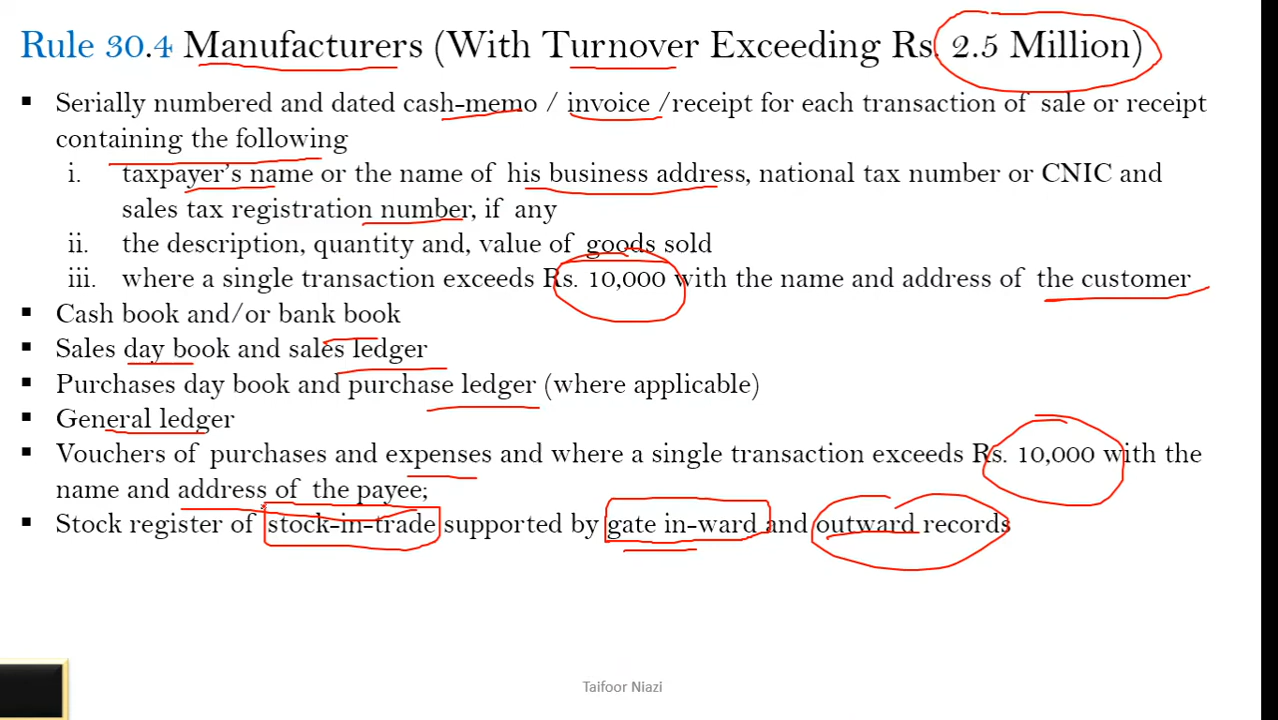 Rule 30.4 Manufacturers (With Turnover Exceeding Rs. 2.5 Million)
▪ Serially numbered and dated cash-memo / invoice /receipt for each transaction of sale or receipt
containing the following
i. taxpayer's name or the name of his business address, national tax number or CNIC and
sales tax registration number, if any
ii. the description, quantity and, value of goods sold
iii. where a single transaction exceeds Rs. 10,000 with the name and address of the customer
▪ Cash book and/or bank book
▪ Sales day book and sales ledger
▪ Purchases day book and purchase ledger (where applicable)
▪ General ledger
▪ Vouchers of purchases and expenses and where a single transaction exceeds Rs. 10,000 with the
name and address of the payee;
▪ Stock register of stock-in-trade supported by gate in-ward and outward records
Taifoor Niazi